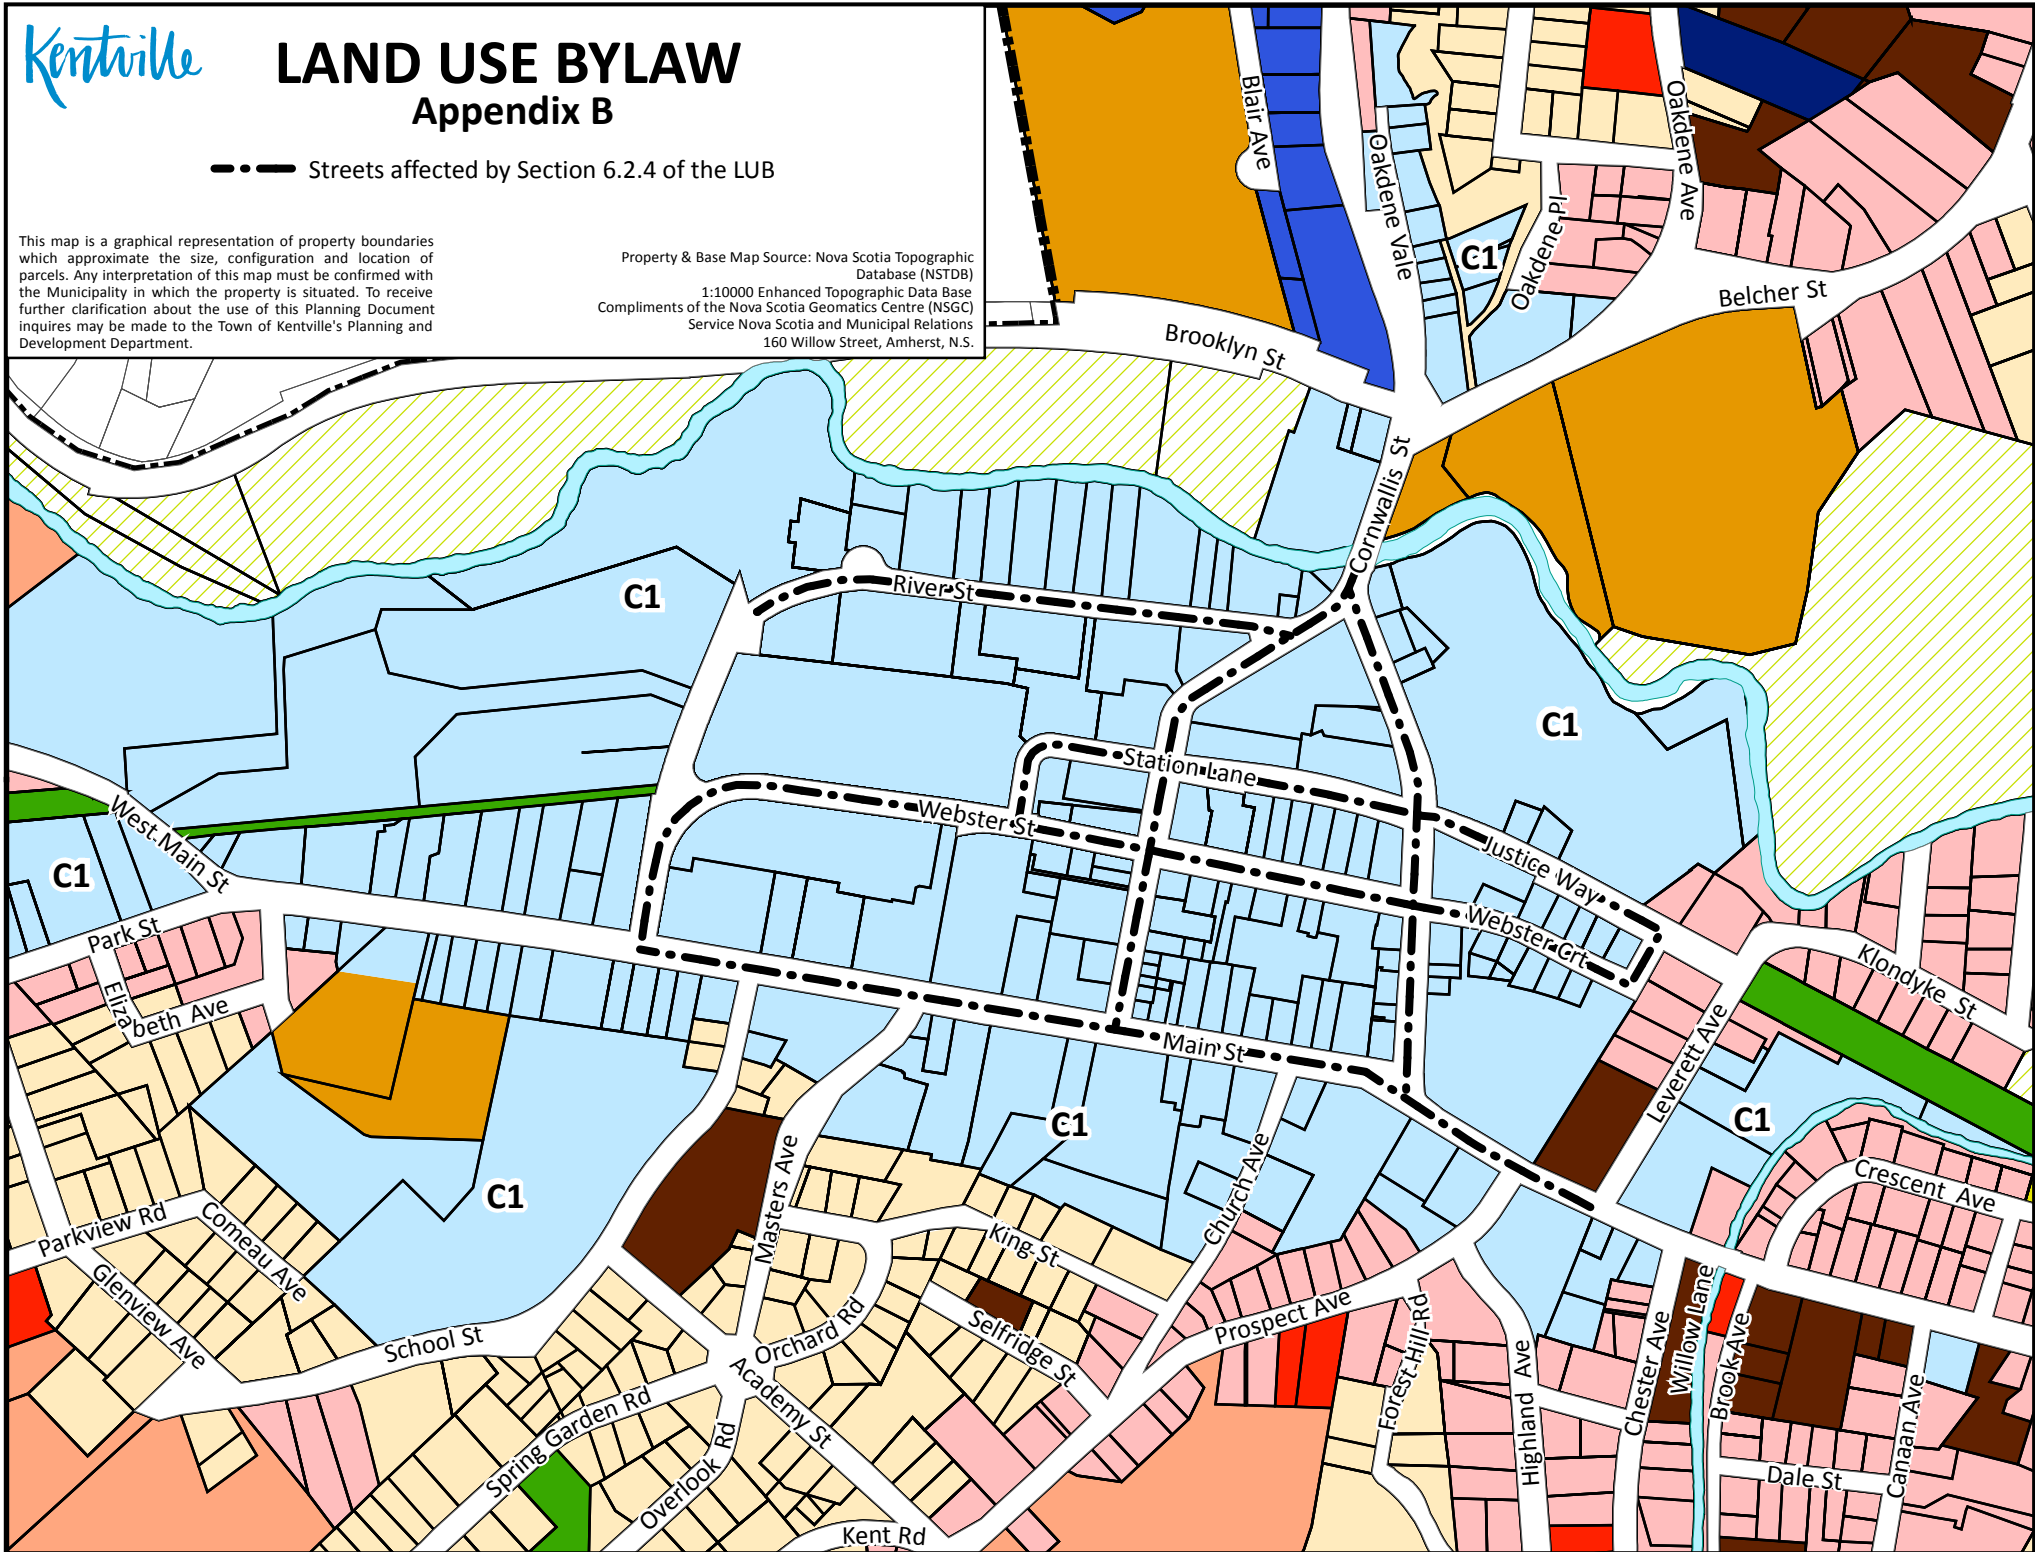 Kentville
LAND USE BYLAW
Appendix B
Streets affected by Section 6.2.4 of the LUB
This map is a graphical representation of property boundaries
which approximate the size, configuration and location of
parcels. Any interpretation of this map must be confirmed with
the Municipality in which the property is situated. To receive
further clarification about the use of this Planning Document
inquires may be made to the Town of Kentville's Planning and
Development Department.
Property & Base Map Source: Nova Scotia Topographic
Database (NSTDB)
1:10000 Enhanced Topographic Data Base
Compliments of the Nova Scotia Geomatics Centre (NSGC)
Service Nova Scotia and Municipal Relations
160 Willow Street, Amherst, N.S.
Blair Ave
Oakdene Vale
Oakdene Ave
Oakdene Pl
C1
Belcher St
Brooklyn St
Cornwallis St
C1
River St
C1
Station Lane
Webster St
Justice Way
West Main St
C1
Webster Crt
Park St
Klondyke St
Elizabeth Ave
Main St
Leverett Ave
C1
C1
Church Ave
Masters Ave
Crescent Ave
C1
Parkview Rd
Comeau Ave
King St
Glenview Ave
School St
Orchard Rd
Selfridge St
Prospect Ave
Forest Hill Rd
Highland Ave
Chester Ave
Willow Lane
Brook Ave
Academy St
Spring Garden Rd
Overlook Rd
Canaan Ave
Dale St
Kent Rd